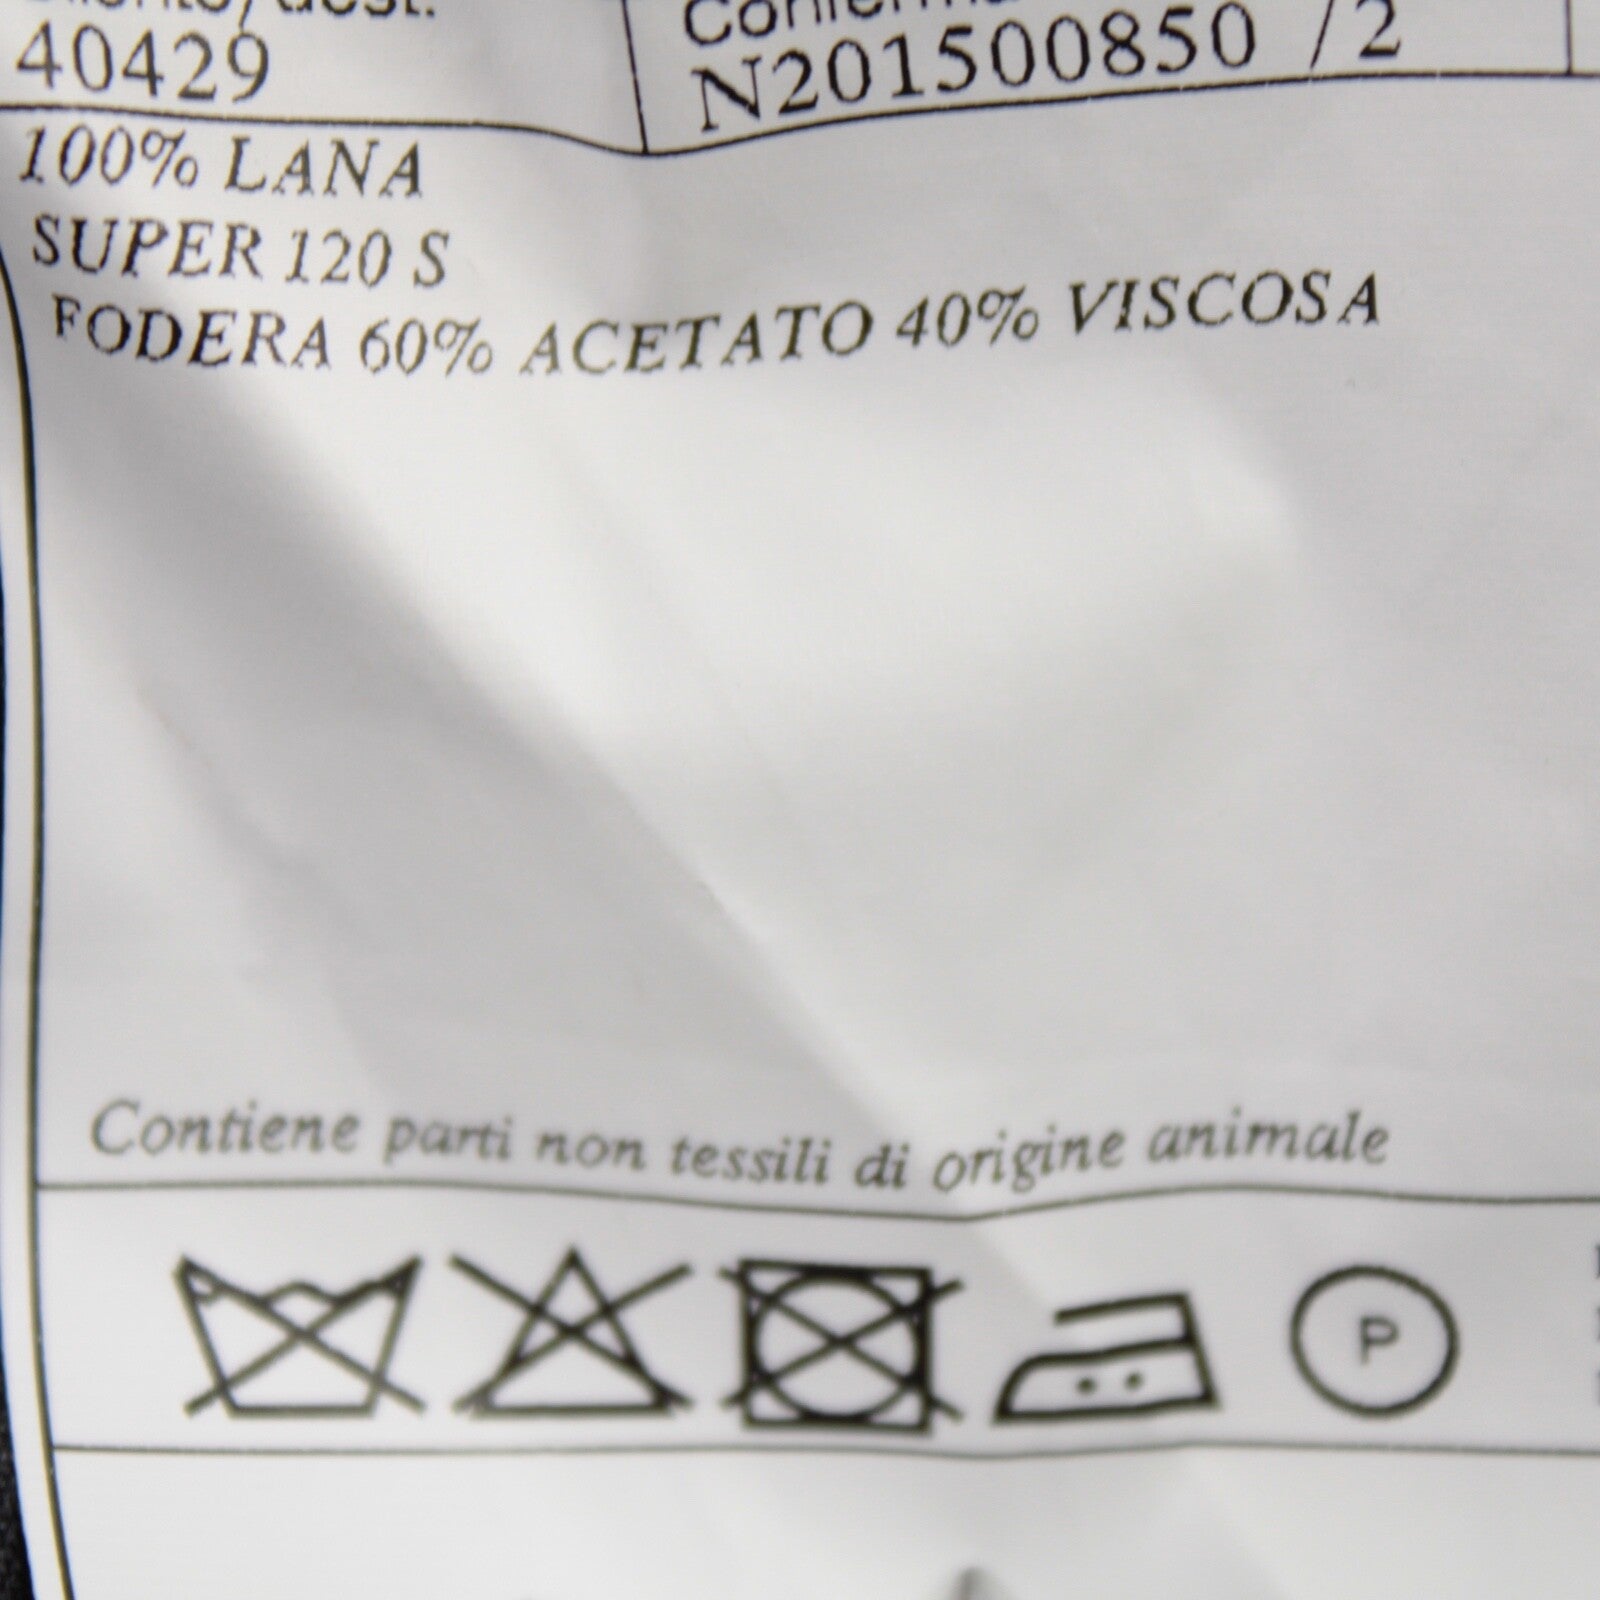 40429
N201500850 /2
100% LANA
SUPER 120 S
FODERA 60% ACETATO 40% VISCOSA
Contiene parti non tessili di origine animale
P